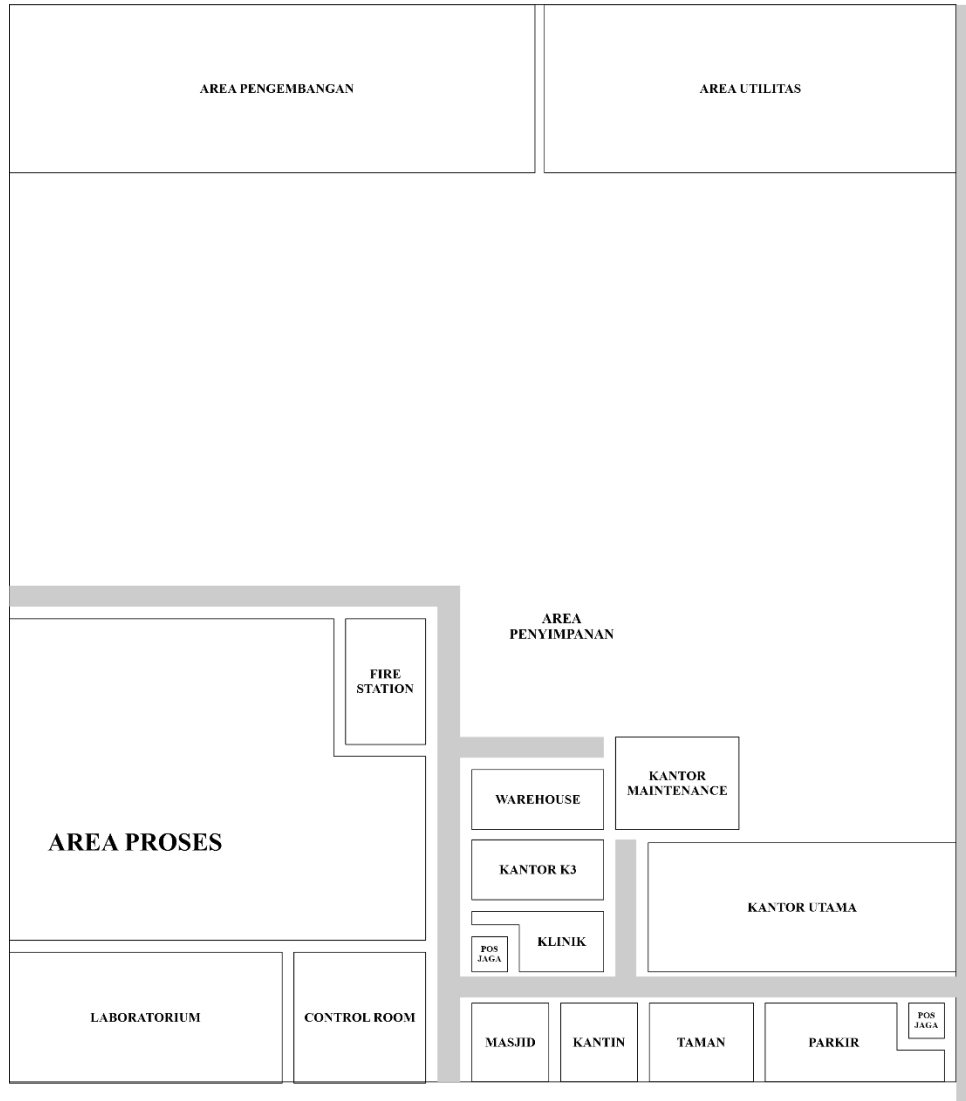 AREA PENGEMBANGAN
AREA UTILITAS
AREA
PENYIMPANAN
FIRE
STATION
KANTOR
MAINTENANCE
WAREHOUSE
AREA PROSES
KANTOR K3
KANTOR UTAMA
KLINIK
POS
JAGA
LABORATORIUM
CONTROL ROOM
POS
JAGA
MASJID
KANTIN
TAMAN
PARKIR